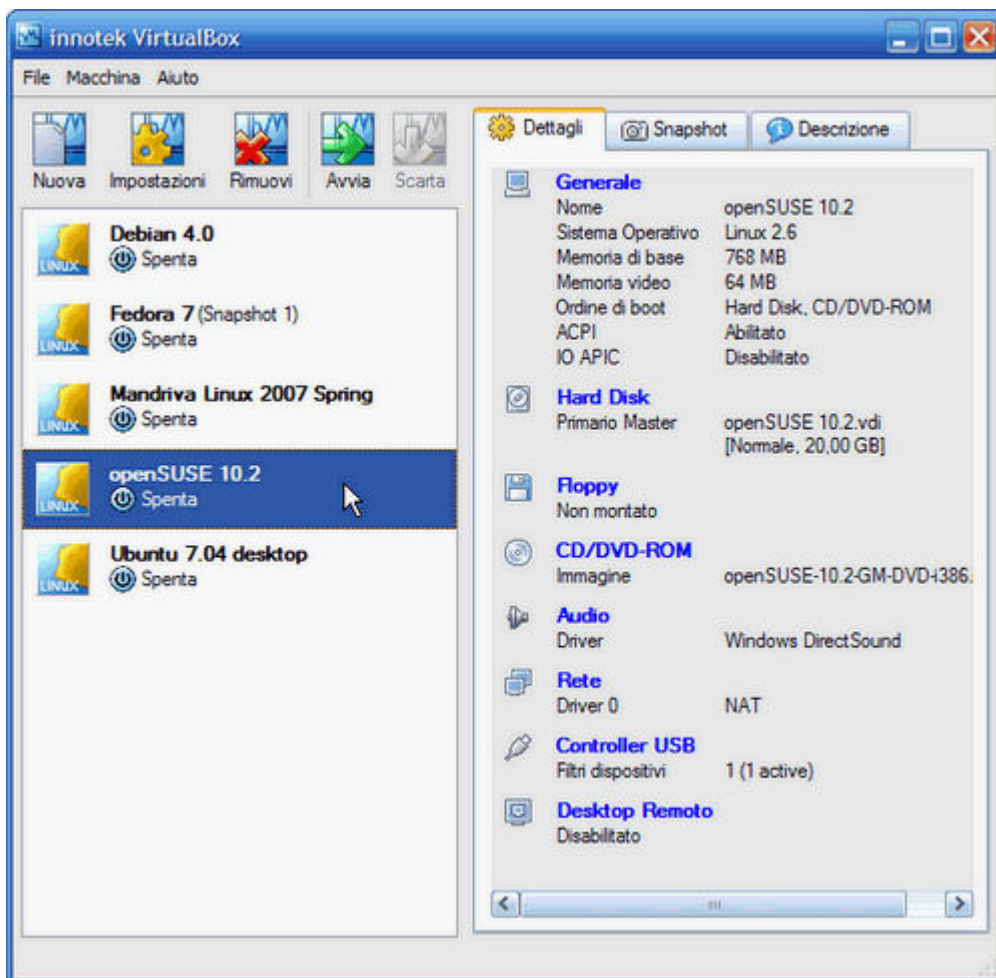 innotek VirtualBox
File Macchina Aiuto
Nuova Impostazioni Rimuovi Avvia Scarta
LINUX Debian 4.0
Spenta
LINUX Fedora 7 (Snapshot 1)
Spenta
LINUX Mandriva Linux 2007 Spring
Spenta
LINUX openSUSE 10.2
Spenta
LINUX Ubuntu 7.04 desktop
Spenta
Dettagli Snapshot Descrizione
Generale
Nome openSUSE 10.2
Sistema Operativo Linux 2.6
Memoria di base 768 MB
Memoria video 64 MB
Ordine di boot Hard Disk, CD/DVD-ROM
ACPI Abilitato
IO APIC Disabilitato
Hard Disk
Primario Master openSUSE 10.2.vdi
[Normale, 20,00 GB]
Floppy
Non montato
CD/DVD-ROM
Immagine openSUSE-10.2-GM-DVD-i386.
Audio
Driver Windows DirectSound
Rete
Driver 0 NAT
Controller USB
Filtri dispositivi 1 (1 active)
Desktop Remoto
Disabilitato